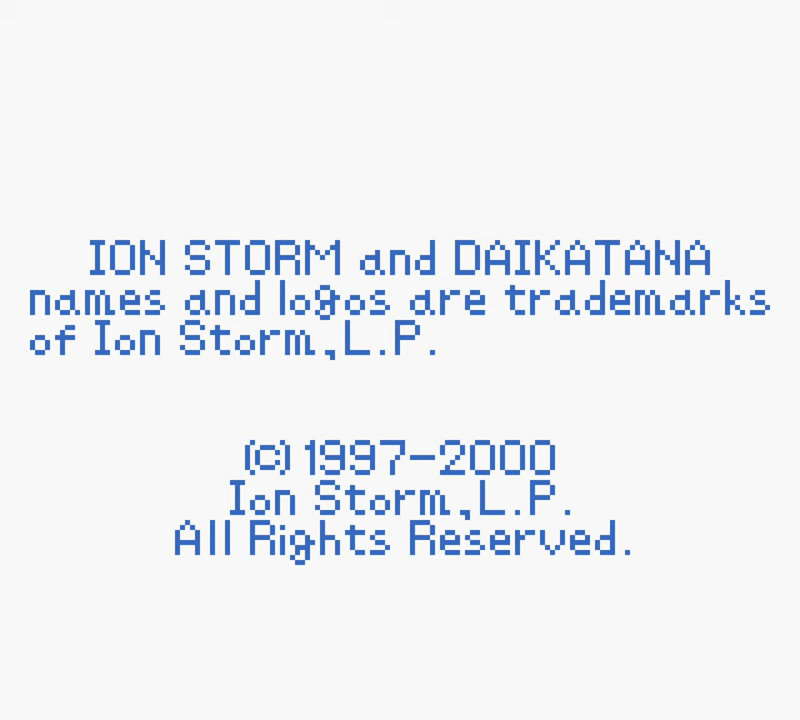 ION STORM and DAIKATANA
names and logos are trademarks
of Ion Storm,L.P.
(C) 1997-2000
Ion Storm,L.P.
All Rights Reserved.